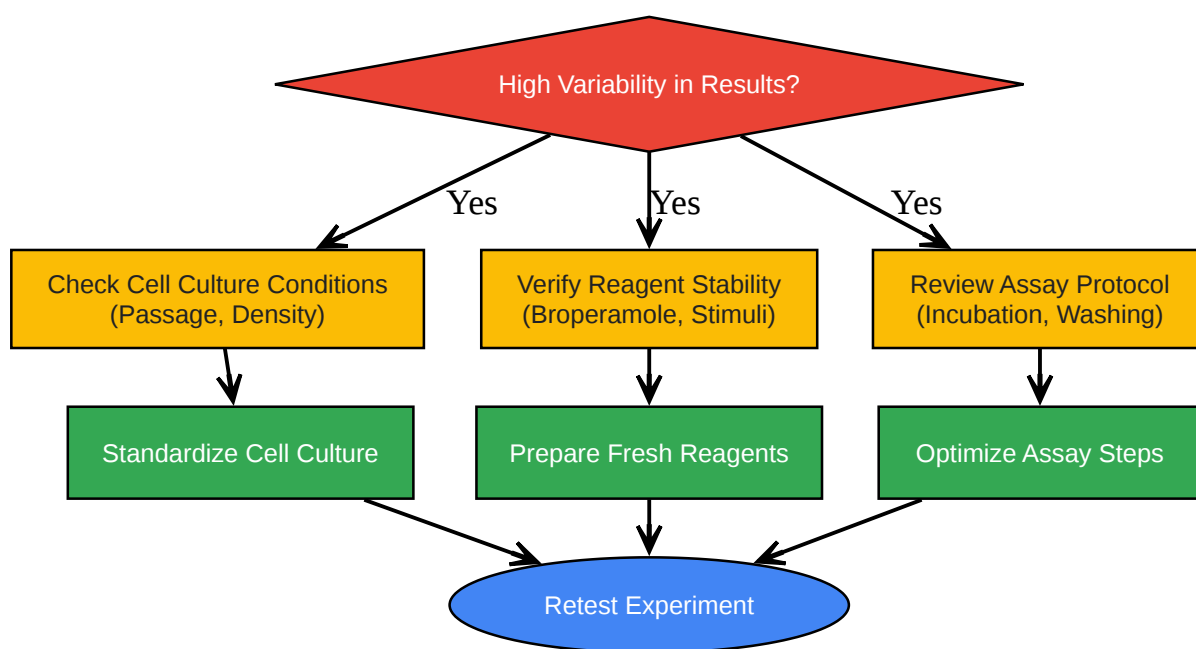 High Variability in Results?
Yes
Yes
Yes
Check Cell Culture Conditions
(Passage, Density)
Verify Reagent Stability
(Broperamole, Stimuli)
Review Assay Protocol
(Incubation, Washing)
Standardize Cell Culture
Prepare Fresh Reagents
Optimize Assay Steps
Retest Experiment